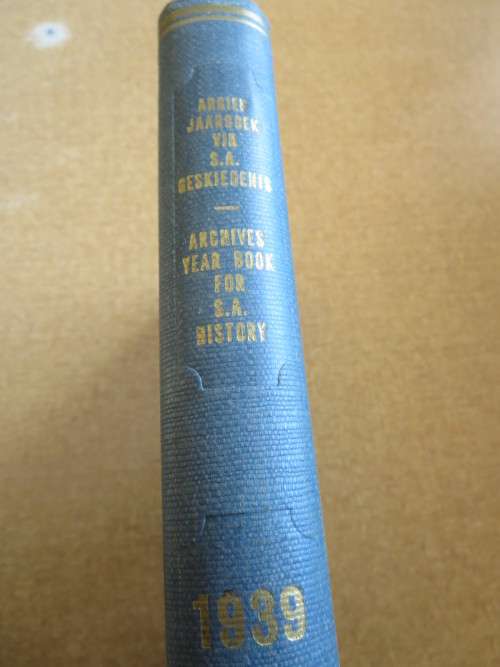 ARGIEF
JAARBOEK
VIR
S.A.
GESKIEDENIS
ARCHIVES
YEAR BOOK
FOR
S.A.
HISTORY
1939